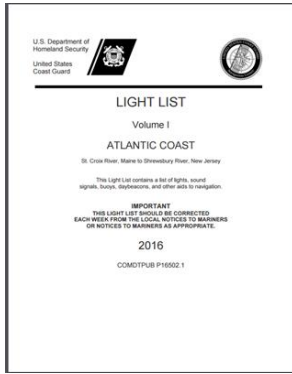 U.S. Department of
Homeland Security
United States
Coast Guard
LIGHT LIST
Volume I
ATLANTIC COAST
St. Croix River, Maine to Shrewsbury River, New Jersey
This Light List contains a list of lights, sound
signals, buoys, daybeacons, and other aids to navigation.
IMPORTANT
THIS LIGHT LIST SHOULD BE CORRECTED
EACH WEEK FROM THE LOCAL NOTICES TO MARINERS
OR NOTICES TO MARINERS AS APPROPRIATE.
2016
COMDTPUB P16502.1